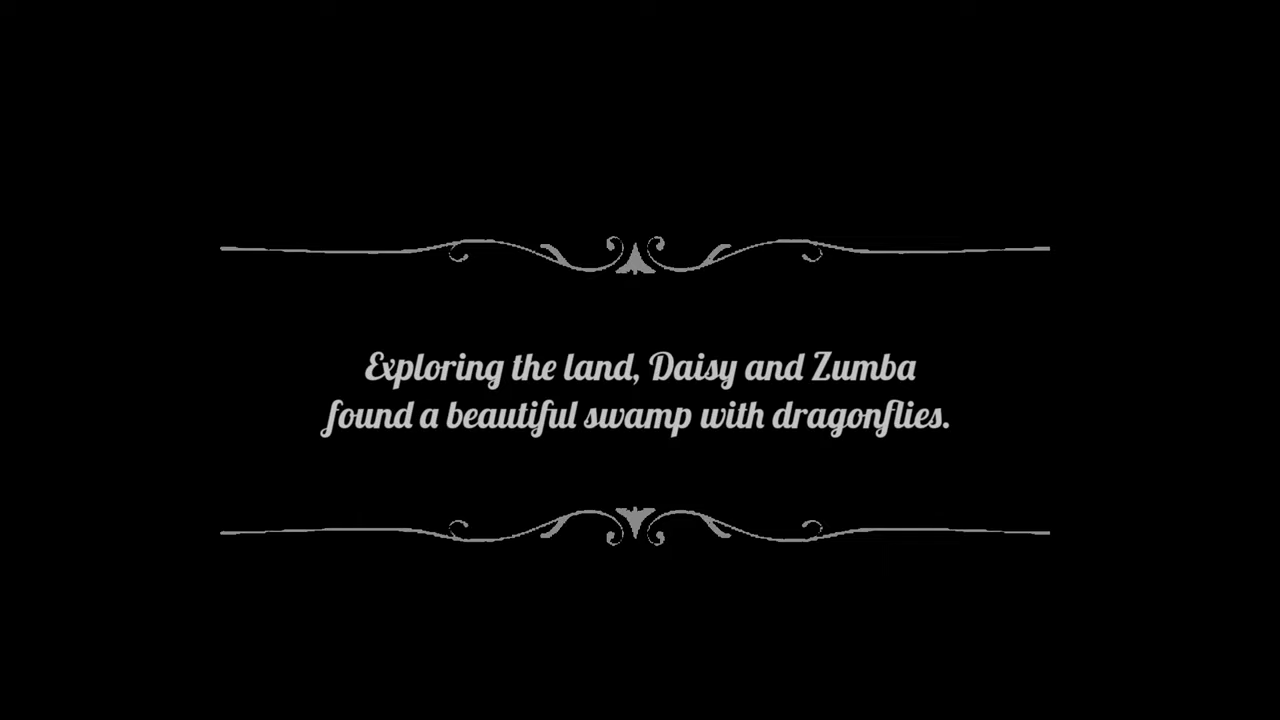 Exploring the land, Daisy and Zumba
found a beautiful swamp with dragonflies.